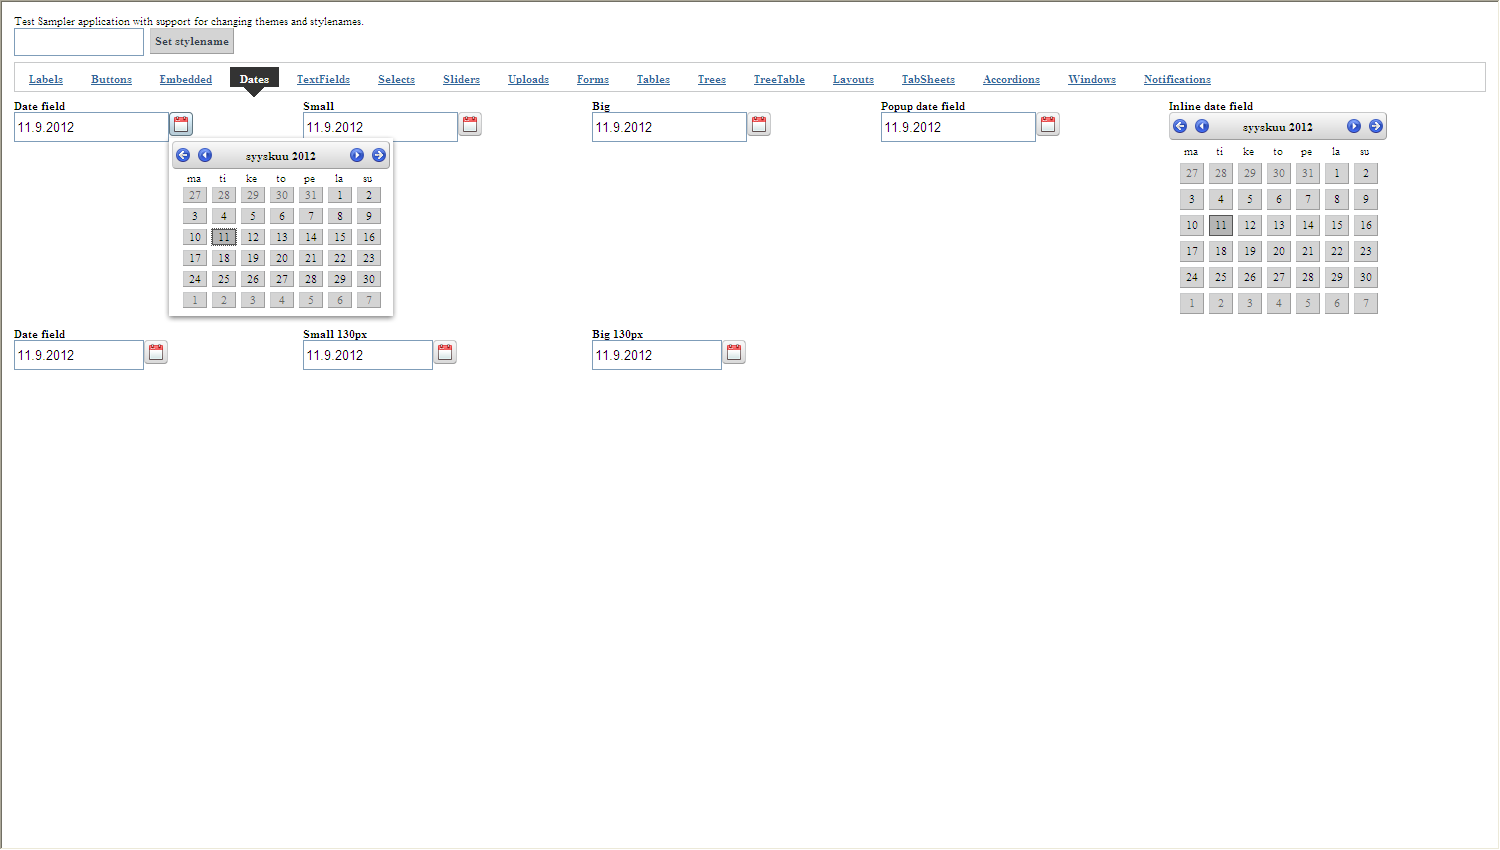 Test Sampler application with support for changing themes and stylenames.
Set stylename
Labels Buttons Embedded Dates TextFields Selects Sliders Uploads Forms Tables Trees TreeTable Layouts TabSheets Accordions Windows Notifications
Date field Small Big Popup date field Inline date field
11.9.2012 11.9.2012 11.9.2012 11.9.2012
syyskuu 2012
ma ti ke to pe la su
27 28 29 30 31 1 2
3 4 5 6 7 8 9
10 11 12 13 14 15 16
17 18 19 20 21 22 23
24 25 26 27 28 29 30
1 2 3 4 5 6 7
syyskuu 2012
ma ti ke to pe la su
27 28 29 30 31 1 2
3 4 5 6 7 8 9
10 11 12 13 14 15 16
17 18 19 20 21 22 23
24 25 26 27 28 29 30
1 2 3 4 5 6 7
Date field Small 130px Big 130px
11.9.2012 11.9.2012 11.9.2012